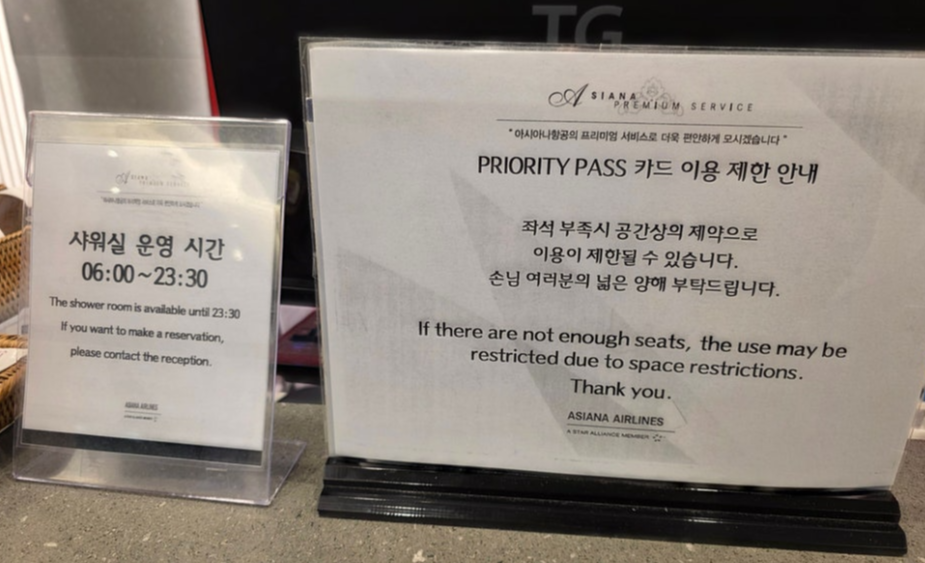 TG
샤워실 운영 시간
06:00~23:30
The shower room is available until 23:30
If you want to make a reservation,
please contact the reception.
ASIANA AIRLINES
ASIANA
PREMIUM SERVICE
"아시아나항공의 프리미엄 서비스로 더욱 편안하게 모시겠습니다"
PRIORITY PASS 카드 이용 제한 안내
좌석 부족시 공간상의 제약으로
이용이 제한될 수 있습니다.
손님 여러분의 넓은 양해 부탁드립니다.
If there are not enough seats, the use may be
restricted due to space restrictions.
Thank you.
ASIANA AIRLINES
A STAR ALLIANCE MEMBER